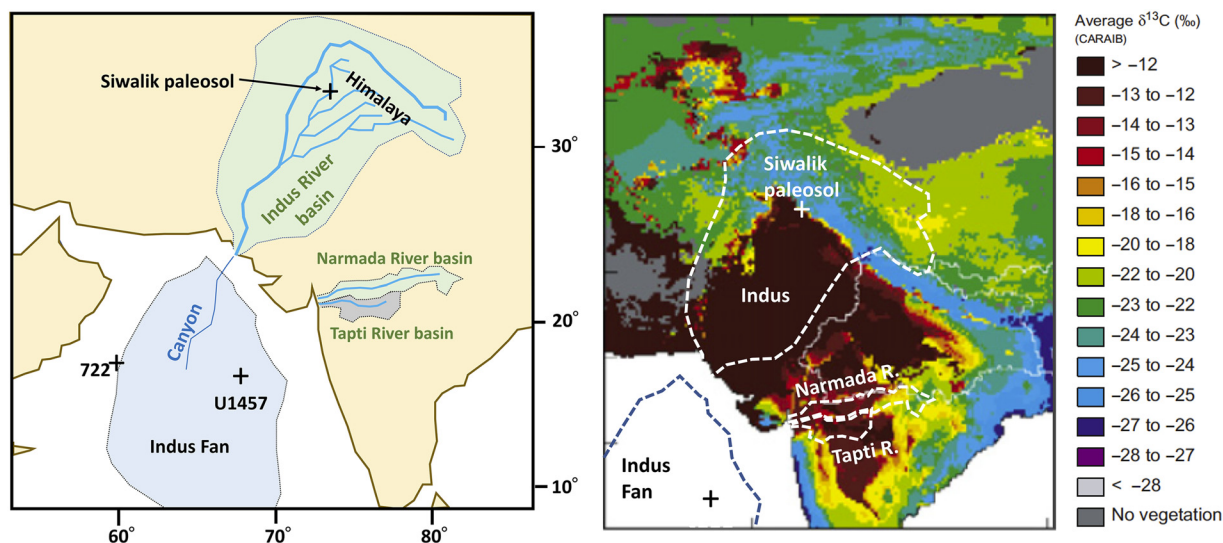 Siwalik paleosol
Himalaya
Indus River
basin
Narmada River basin
Tapti River basin
Canyon
722
U1457
Indus Fan
30°
20°
10°
60°
70°
80°
Siwalik
paleosol
Indus
Narmada R.
Tapti R.
Indus
Fan
Average δ¹³C (‰)
(CARAIB)
> −12
−13 to −12
−14 to −13
−15 to −14
−16 to −15
−18 to −16
−20 to −18
−22 to −20
−23 to −22
−24 to −23
−25 to −24
−26 to −25
−27 to −26
−28 to −27
< −28
No vegetation